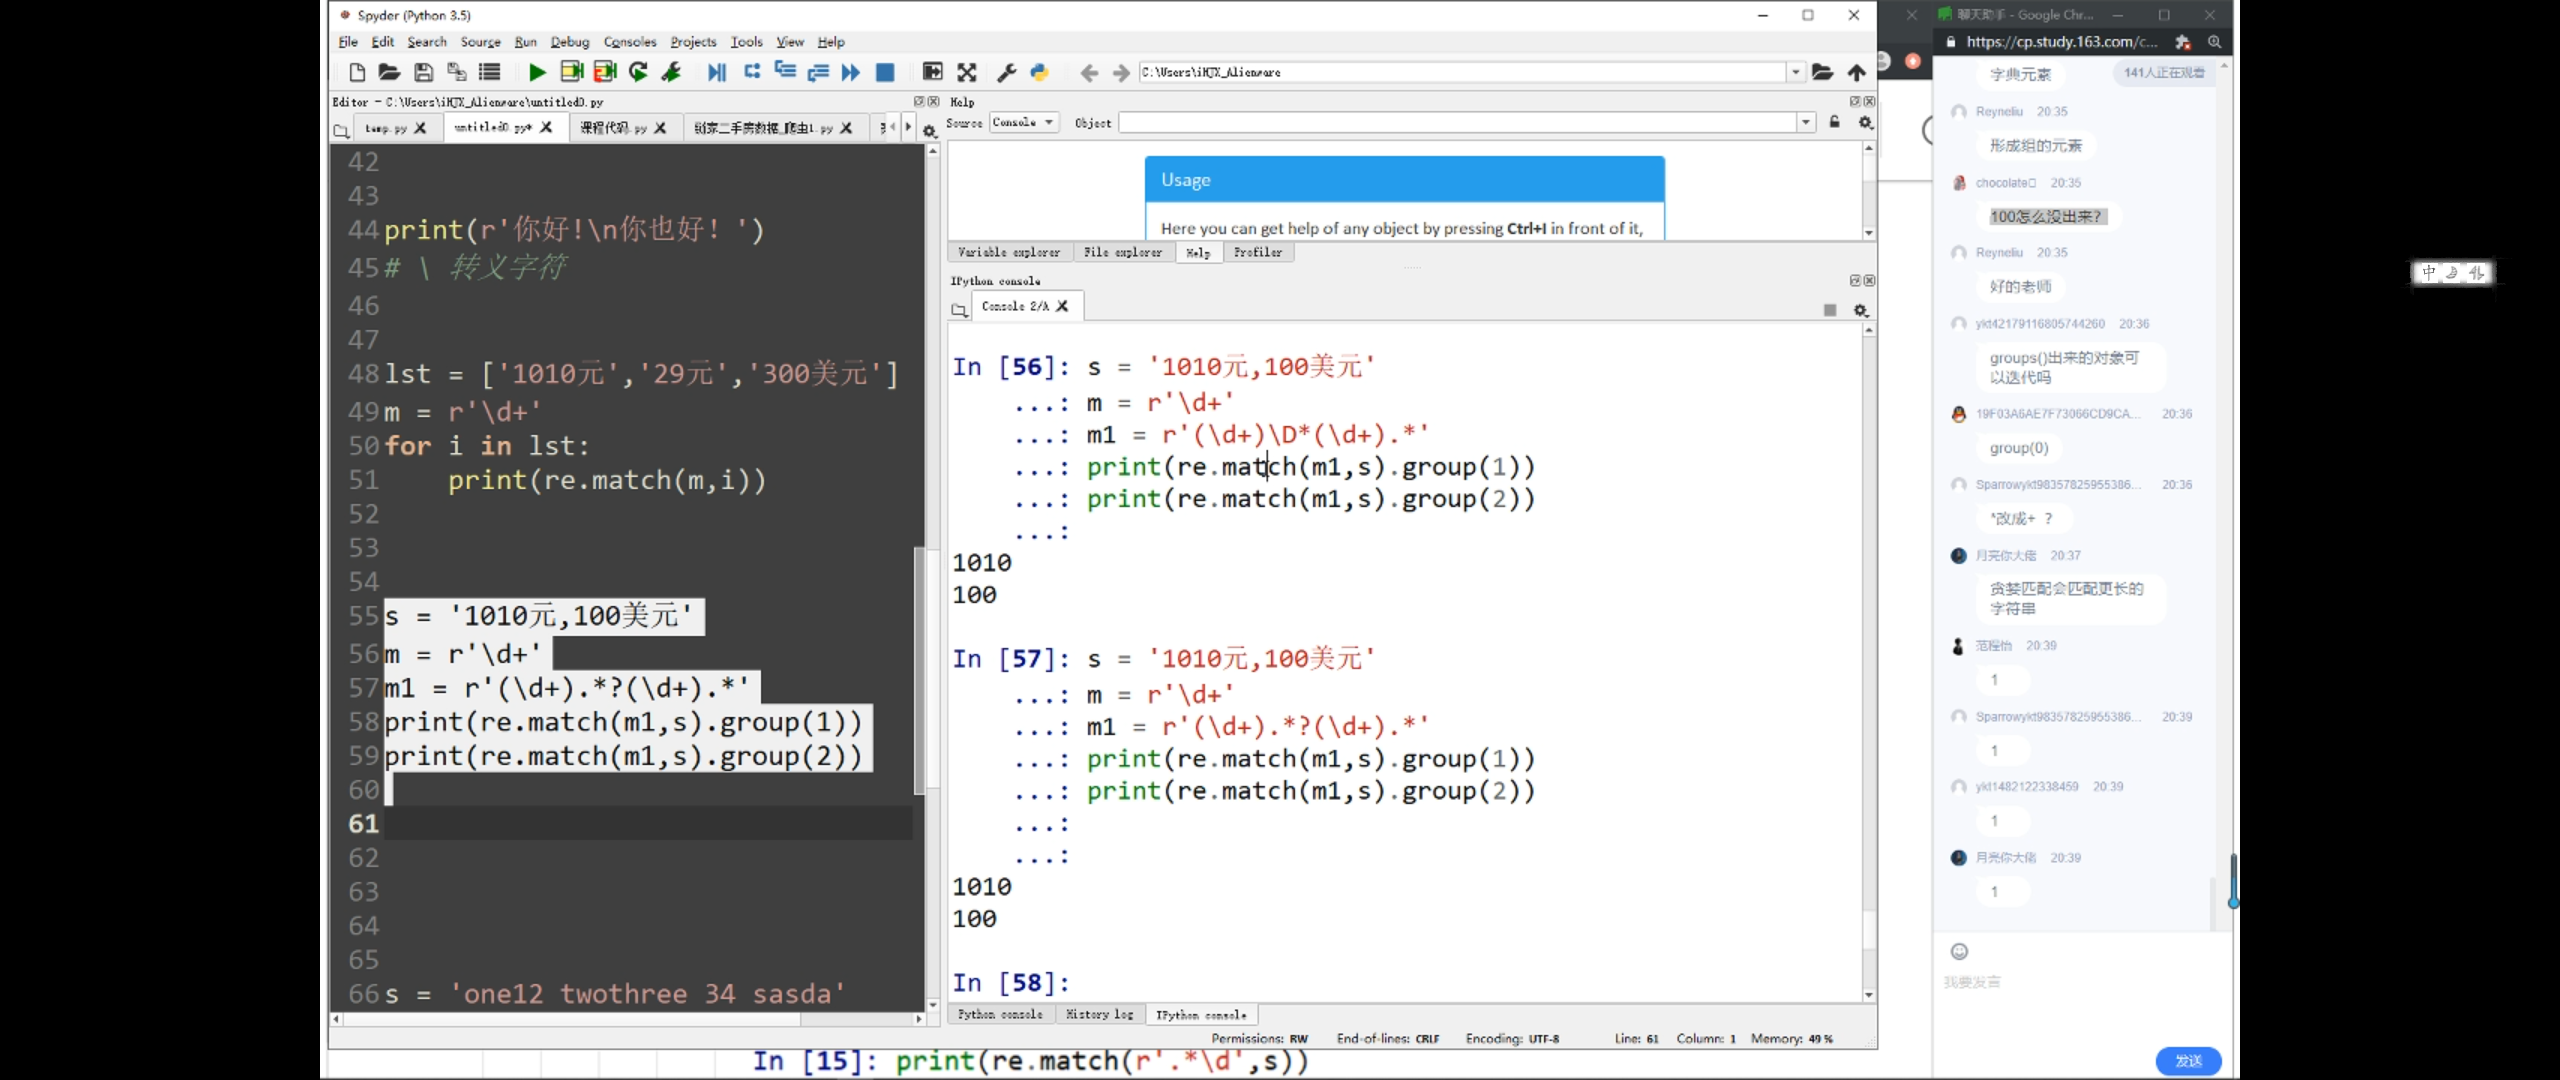 Spyder (Python 3.5)
File Edit Search Source Run Debug Consoles Projects Tools View Help
C:\Users\iHJX_Alienware
Editor - C:\Users\iHJX_Alienware\untitled0.py
temp.py
untitled0.py*
课程代码.py
链家二手房数据_爬虫1.py
42
43
44 print(r'你好!\n你也好! ')
45 # \ 转义字符
46
47
48 lst = ['1010元','29元','300美元']
49 m = r'\d+'
50 for i in lst:
51     print(re.match(m,i))
52
53
54
55 s = '1010元,100美元'
56 m = r'\d+'
57 m1 = r'(\d+).*?(\d+).*'
58 print(re.match(m1,s).group(1))
59 print(re.match(m1,s).group(2))
60
61
62
63
64
65
66 s = 'one12 twothree 34 sasda'
Help
Source Console Object
Usage
Here you can get help of any object by pressing Ctrl+I in front of it,
Variable explorer File explorer Help Profiler
IPython console
Console 2/A
In [56]: s = '1010元,100美元'
...: m = r'\d+'
...: m1 = r'(\d+)\D*(\d+).*'
...: print(re.match(m1,s).group(1))
...: print(re.match(m1,s).group(2))
...:
1010
100
In [57]: s = '1010元,100美元'
...: m = r'\d+'
...: m1 = r'(\d+).*?(\d+).*'
...: print(re.match(m1,s).group(1))
...: print(re.match(m1,s).group(2))
...:
...:
1010
100
In [58]:
Python console History log IPython console
Permissions: RW End-of-lines: CRLF Encoding: UTF-8 Line: 61 Column: 1 Memory: 49 %
In [15]: print(re.match(r'.*\d',s))
聊天助手 - Google Chr...
https://cp.study.163.com/c...
字典元素
141人正在观看
Reyneliu 20:35
形成组的元素
chocolate 20:35
100怎么没出来?
Reyneliu 20:35
好的老师
ykt42179116805744260 20:36
groups()出来的对象可
以迭代吗
19F03A6AE7F73066CD9CA... 20:36
group(0)
Sparrowykt98357825955386... 20:36
*改成+ ?
月亮你大佬 20:37
贪婪匹配会匹配更长的
字符串
范程怡 20:39
1
Sparrowykt98357825955386... 20:39
1
ykt1482122338459 20:39
1
月亮你大佬 20:39
1
我要发言
发送
中